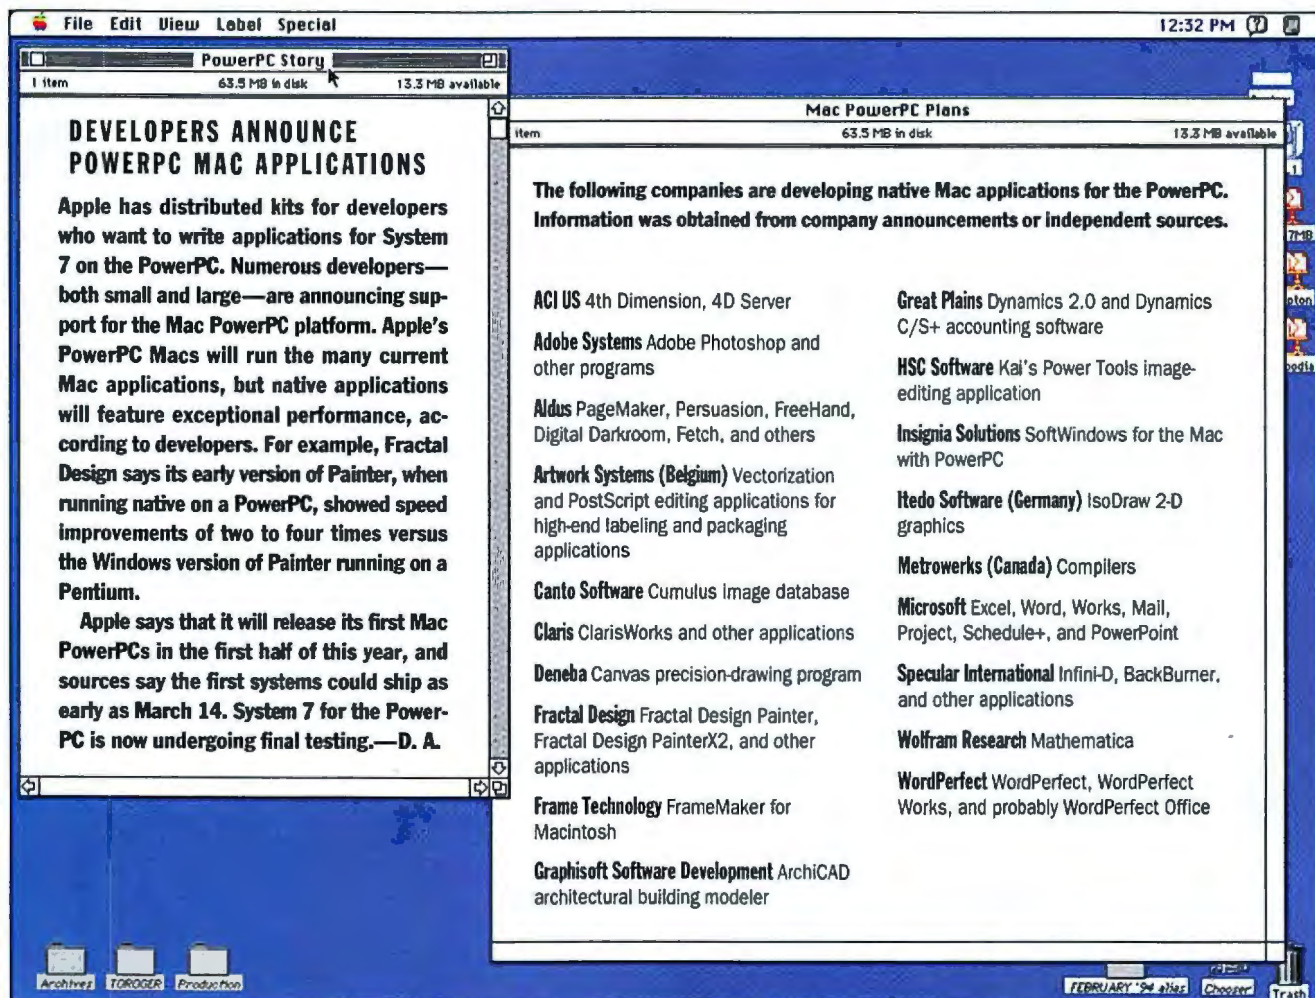 File Edit View Label Special
12:32 PM
PowerPC Story
1 item 63.5 MB in disk 13.3 MB available
DEVELOPERS ANNOUNCE
POWERPC MAC APPLICATIONS
Apple has distributed kits for developers
who want to write applications for System
7 on the PowerPC. Numerous developers—
both small and large—are announcing sup-
port for the Mac PowerPC platform. Apple's
PowerPC Macs will run the many current
Mac applications, but native applications
will feature exceptional performance, ac-
cording to developers. For example, Fractal
Design says its early version of Painter, when
running native on a PowerPC, showed speed
improvements of two to four times versus
the Windows version of Painter running on a
Pentium.
Apple says that it will release its first Mac
PowerPCs in the first half of this year, and
sources say the first systems could ship as
early as March 14. System 7 for the Power-
PC is now undergoing final testing.—D. A.
Mac PowerPC Plans
item 63.5 MB in disk 13.3 MB available
The following companies are developing native Mac applications for the PowerPC.
Information was obtained from company announcements or independent sources.
ACI US 4th Dimension, 4D Server
Adobe Systems Adobe Photoshop and
other programs
Aldus PageMaker, Persuasion, FreeHand,
Digital Darkroom, Fetch, and others
Artwork Systems (Belgium) Vectorization
and PostScript editing applications for
high-end labeling and packaging
applications
Canto Software Cumulus image database
Claris ClarisWorks and other applications
Deneba Canvas precision-drawing program
Fractal Design Fractal Design Painter,
Fractal Design PainterX2, and other
applications
Frame Technology FrameMaker for
Macintosh
Graphisoft Software Development ArchiCAD
architectural building modeler
Great Plains Dynamics 2.0 and Dynamics
C/S+ accounting software
HSC Software Kai's Power Tools image-
editing application
Insignia Solutions SoftWindows for the Mac
with PowerPC
Itedo Software (Germany) IsoDraw 2-D
graphics
Metrowerks (Canada) Compilers
Microsoft Excel, Word, Works, Mail,
Project, Schedule+, and PowerPoint
Specular International Infini-D, BackBurner,
and other applications
Wolfram Research Mathematica
WordPerfect WordPerfect, WordPerfect
Works, and probably WordPerfect Office
7MB
Archives TOROGER Production
FEBRUARY '94 alias Chooser Trash